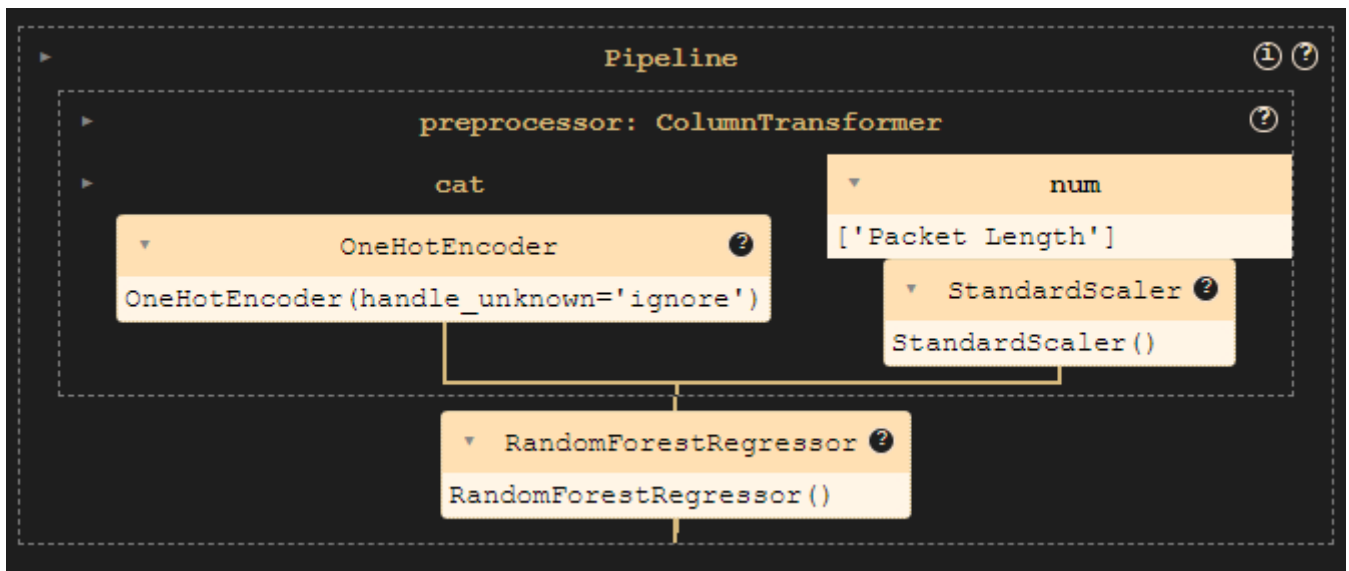 Pipeline
preprocessor: ColumnTransformer
cat
num
['Packet Length']
OneHotEncoder
OneHotEncoder(handle_unknown='ignore')
StandardScaler
StandardScaler()
RandomForestRegressor
RandomForestRegressor()